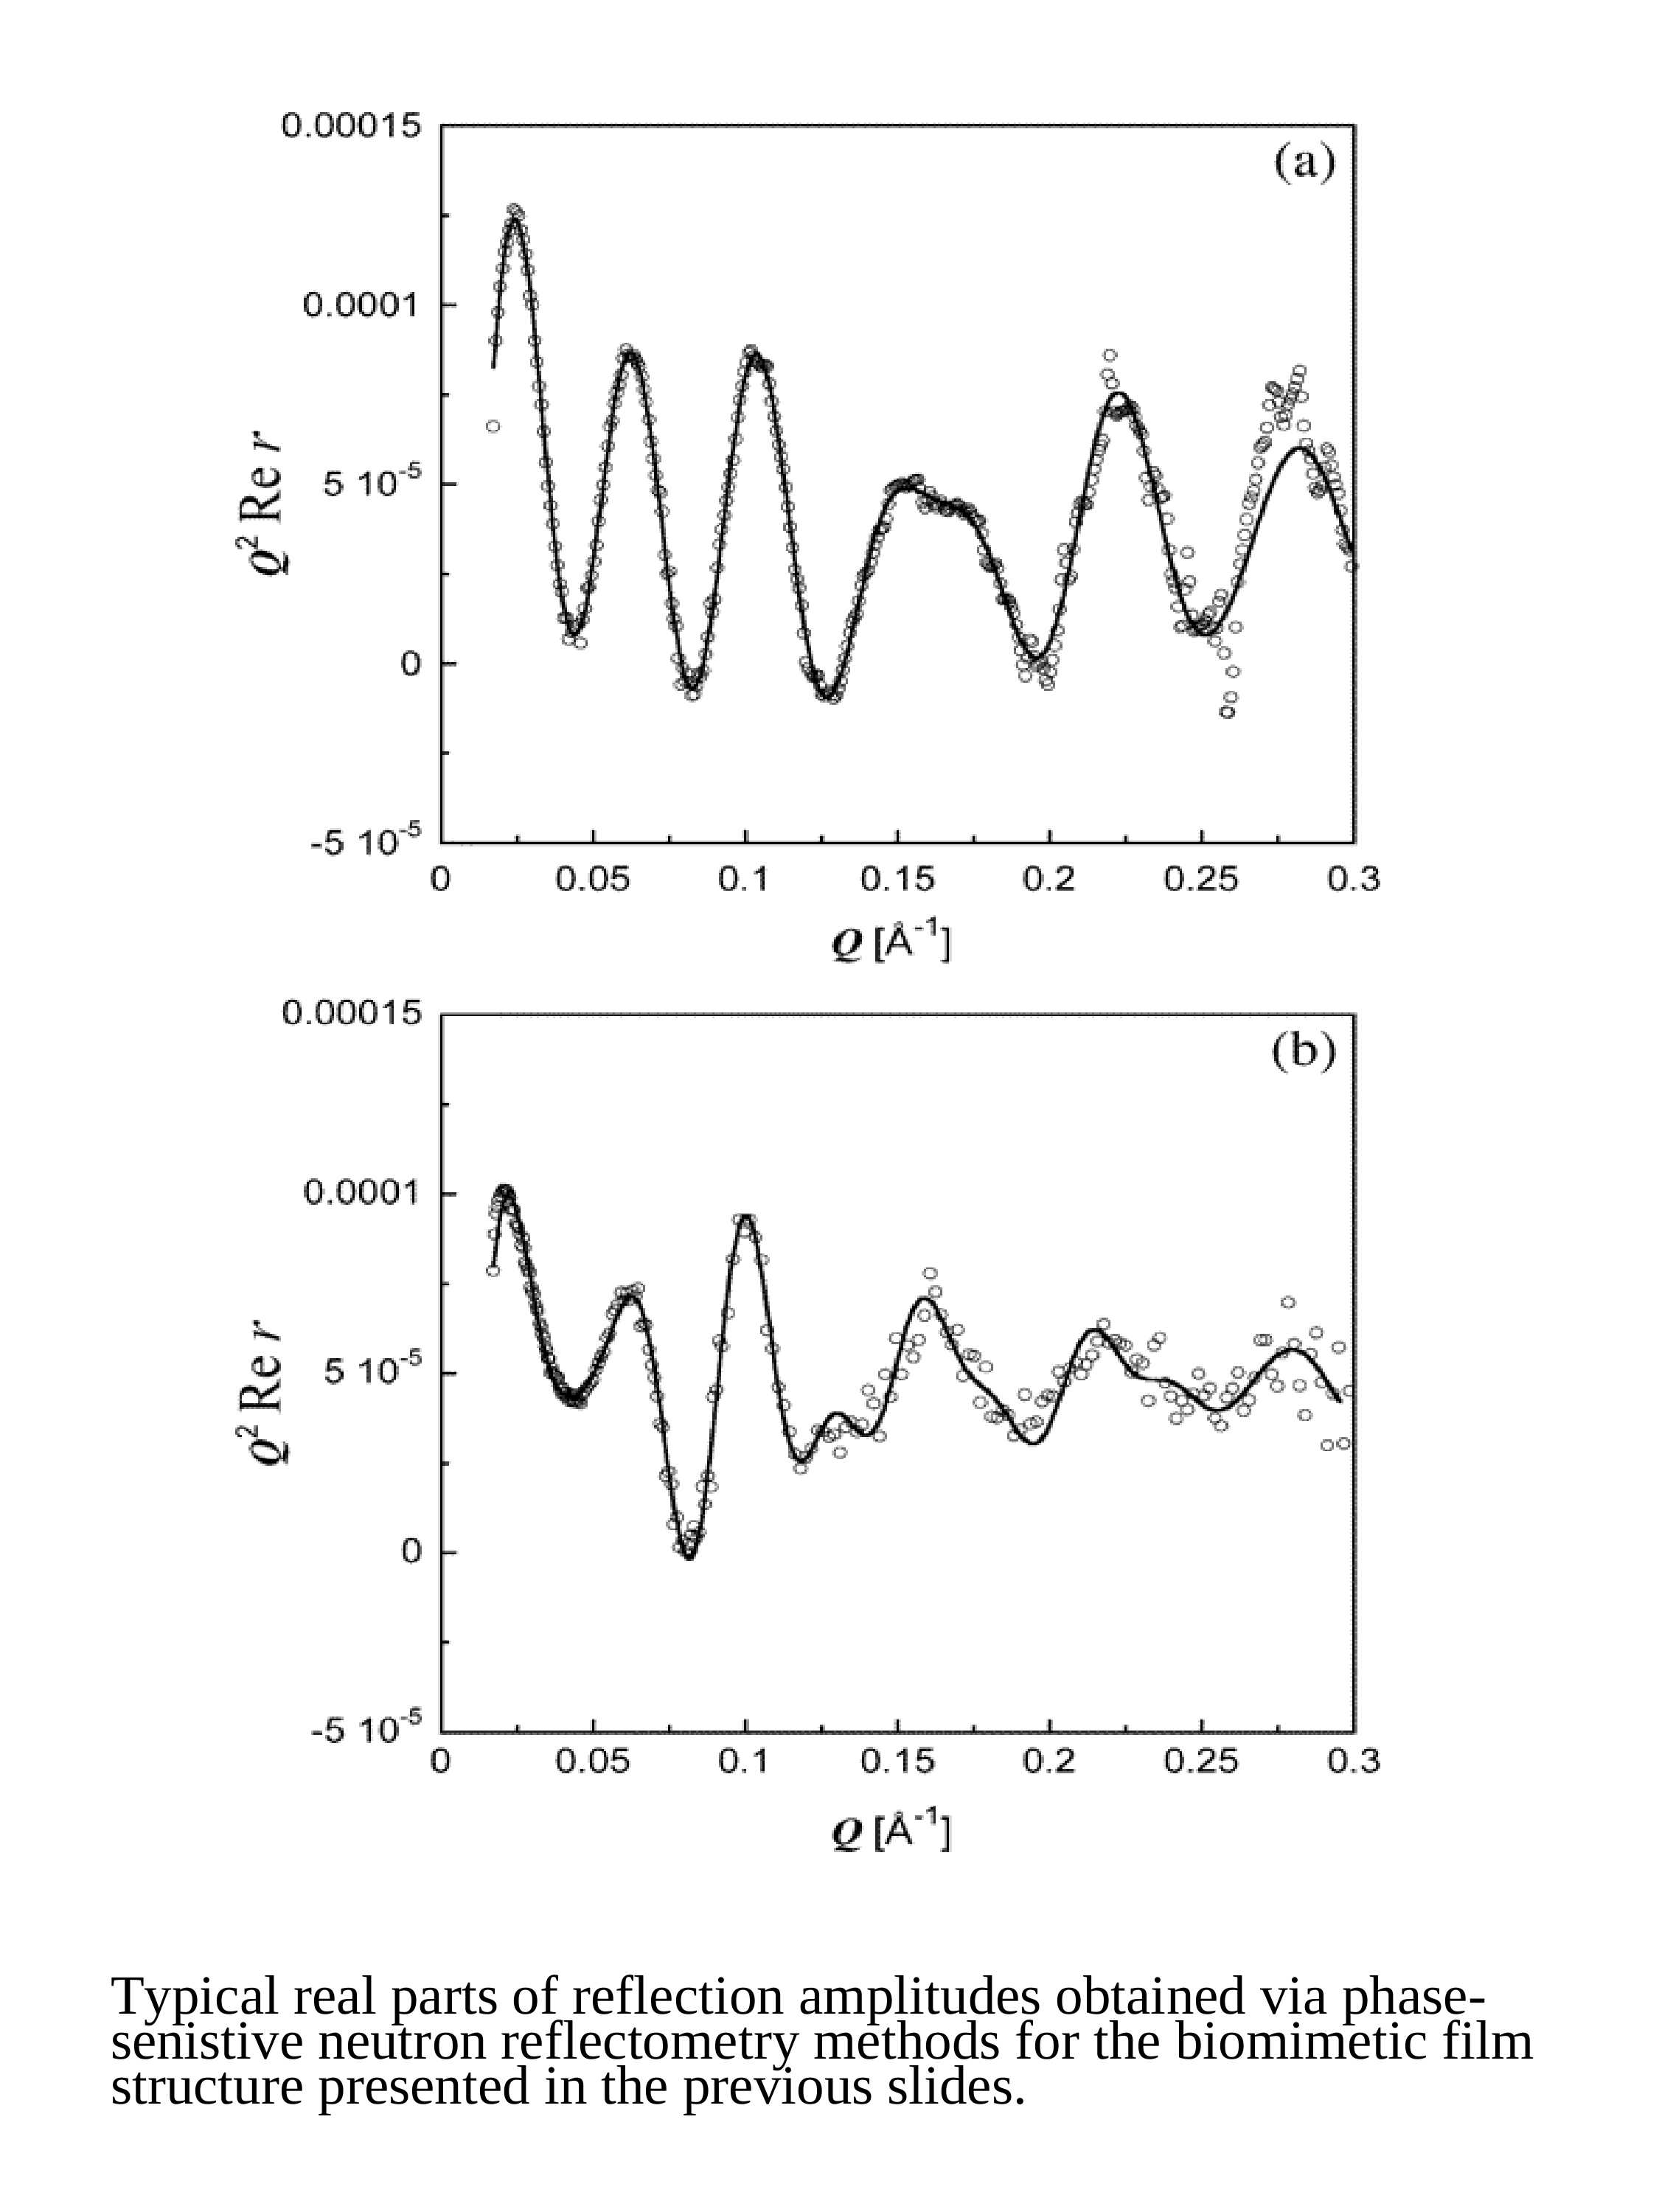 0.00015
(a)
0.0001
5 10⁻⁵
Q² Re r
0
-5 10⁻⁵
0 0.05 0.1 0.15 0.2 0.25 0.3
Q [Å⁻¹]
0.00015
(b)
0.0001
5 10⁻⁵
Q² Re r
0
-5 10⁻⁵
0 0.05 0.1 0.15 0.2 0.25 0.3
Q [Å⁻¹]
Typical real parts of reflection amplitudes obtained via phase-
senistive neutron reflectometry methods for the biomimetic film
structure presented in the previous slides.